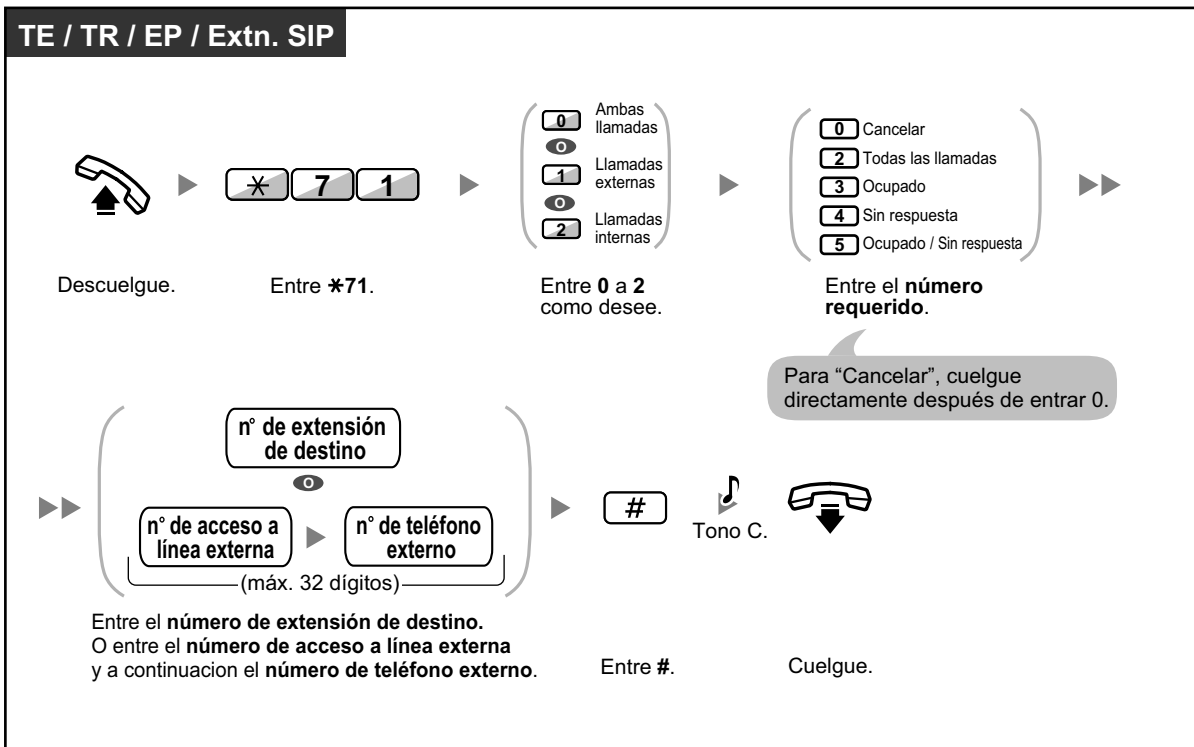 TE / TR / EP / Extn. SIP
✳ 7 1
0 Ambas
llamadas
O
1 Llamadas
externas
O
2 Llamadas
internas
0 Cancelar
2 Todas las llamadas
3 Ocupado
4 Sin respuesta
5 Ocupado / Sin respuesta
Descuelgue.
Entre ✳71.
Entre 0 a 2
como desee.
Entre el número
requerido.
Para “Cancelar”, cuelgue
directamente después de entrar 0.
n° de extensión
de destino
O
n° de acceso a
línea externa
n° de teléfono
externo
(máx. 32 dígitos)
#
Tono C.
Entre el número de extensión de destino.
O entre el número de acceso a línea externa
y a continuacion el número de teléfono externo.
Entre #.
Cuelgue.